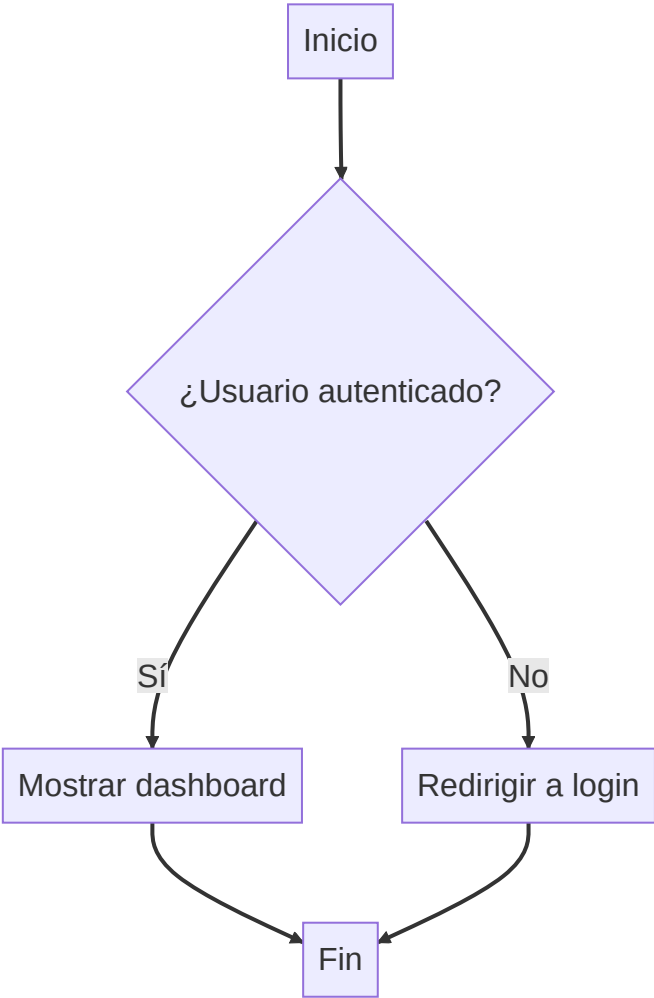 Inicio
¿Usuario autenticado?
Sí
No
Mostrar dashboard
Redirigir a login
Fin